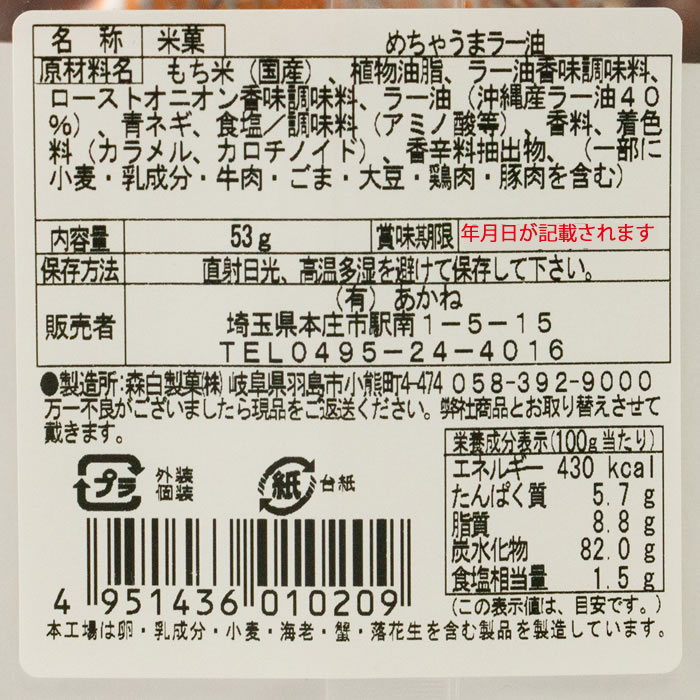 名称 米菓 めちゃうまラー油
原材料名 もち米（国産）、植物油脂、ラー油香味調味料、
ローストオニオン香味調味料、ラー油（沖縄産ラー油４０
％）、青ネギ、食塩／調味料（アミノ酸等）、香料、着色
料（カラメル、カロチノイド）、香辛料抽出物、（一部に
小麦・乳成分・牛肉・ごま・大豆・鶏肉・豚肉を含む）
内容量 53g 賞味期限 年月日が記載されます
保存方法 直射日光、高温多湿を避けて保存して下さい。
販売者 （有）あかね
埼玉県本庄市駅南１－５－１５
ＴＥＬ０４９５－２４－４０１６
●製造所:森白製菓㈱ 岐阜県羽島市小熊町4-474 058-392-9000
万一不良がございましたら現品をご返送ください。弊社商品とお取り替えさせて
戴きます。
プラ 外装
個装
紙 台紙
栄養成分表示(100g当たり)
エネルギー 430 kcal
たんぱく質 5.7 g
脂質 8.8 g
炭水化物 82.0 g
食塩相当量 1.5 g
(この表示値は、目安です。)
4 951436 010209
本工場は卵・乳成分・小麦・海老・蟹・落花生を含む製品を製造しています。